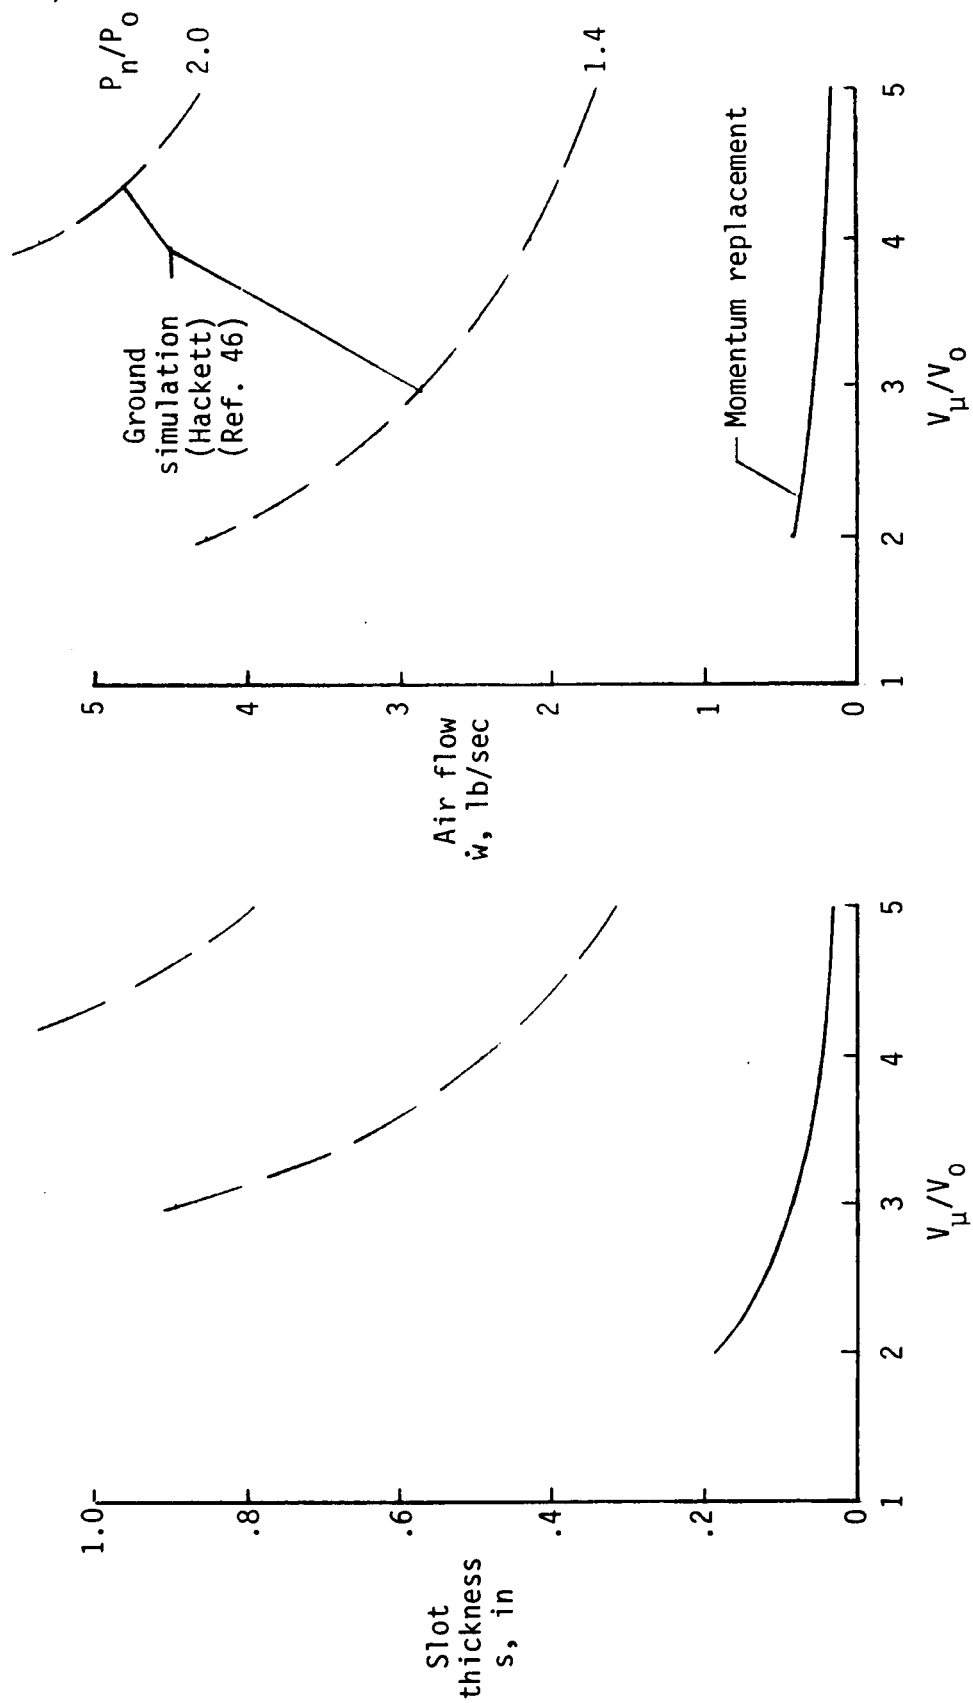 1.0
.8
.6
.2
0
Slot
thickness
s, in
1
2
3
4
5
V_μ/V_o
5
4
3
2
1
0
Air flow
ẇ, lb/sec
1
2
3
4
5
V_μ/V_o
P_n/P_o
2.0
1.4
Ground
simulation
(Hackett)
(Ref. 46)
Momentum replacement